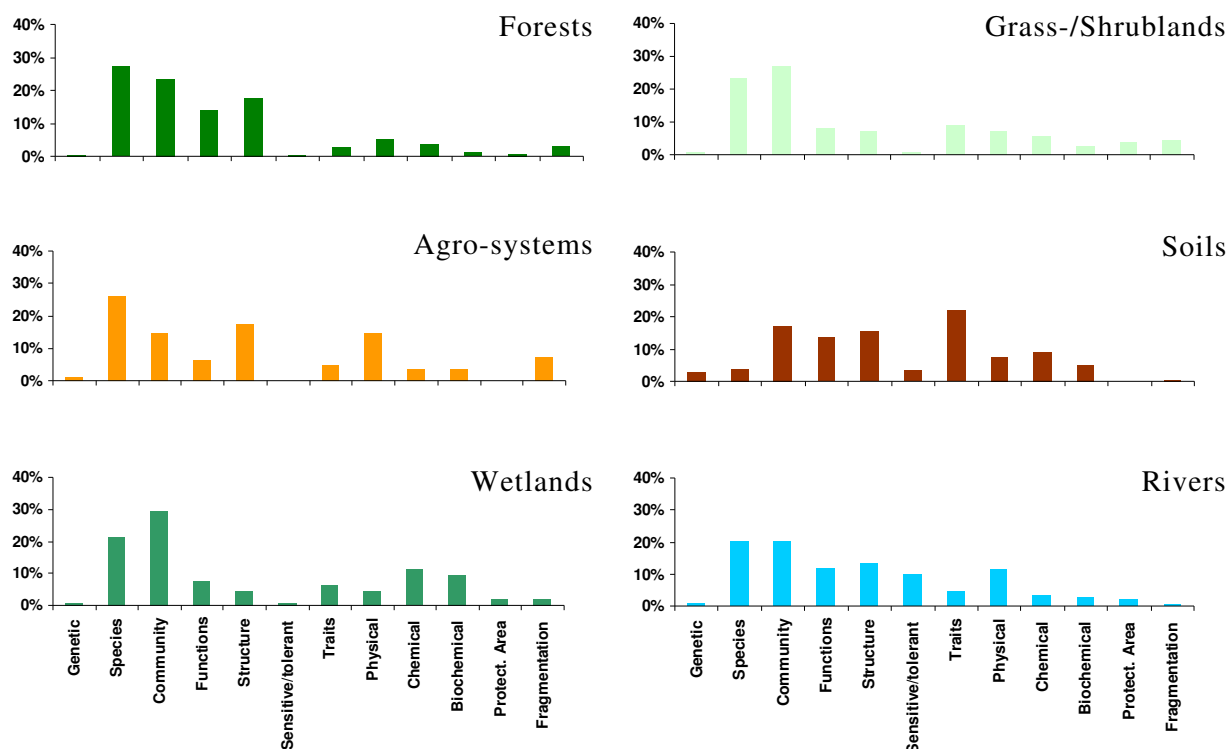 Forests
40%
30%
20%
10%
0%
Grass-/Shrublands
40%
30%
20%
10%
0%
Agro-systems
40%
30%
20%
10%
0%
Soils
40%
30%
20%
10%
0%
Wetlands
40%
30%
20%
10%
0%
Genetic
Species
Community
Functions
Structure
Sensitive/tolerant
Traits
Physical
Chemical
Biochemical
Protect. Area
Fragmentation
Rivers
40%
30%
20%
10%
0%
Genetic
Species
Community
Functions
Structure
Sensitive/tolerant
Traits
Physical
Chemical
Biochemical
Protect. Area
Fragmentation